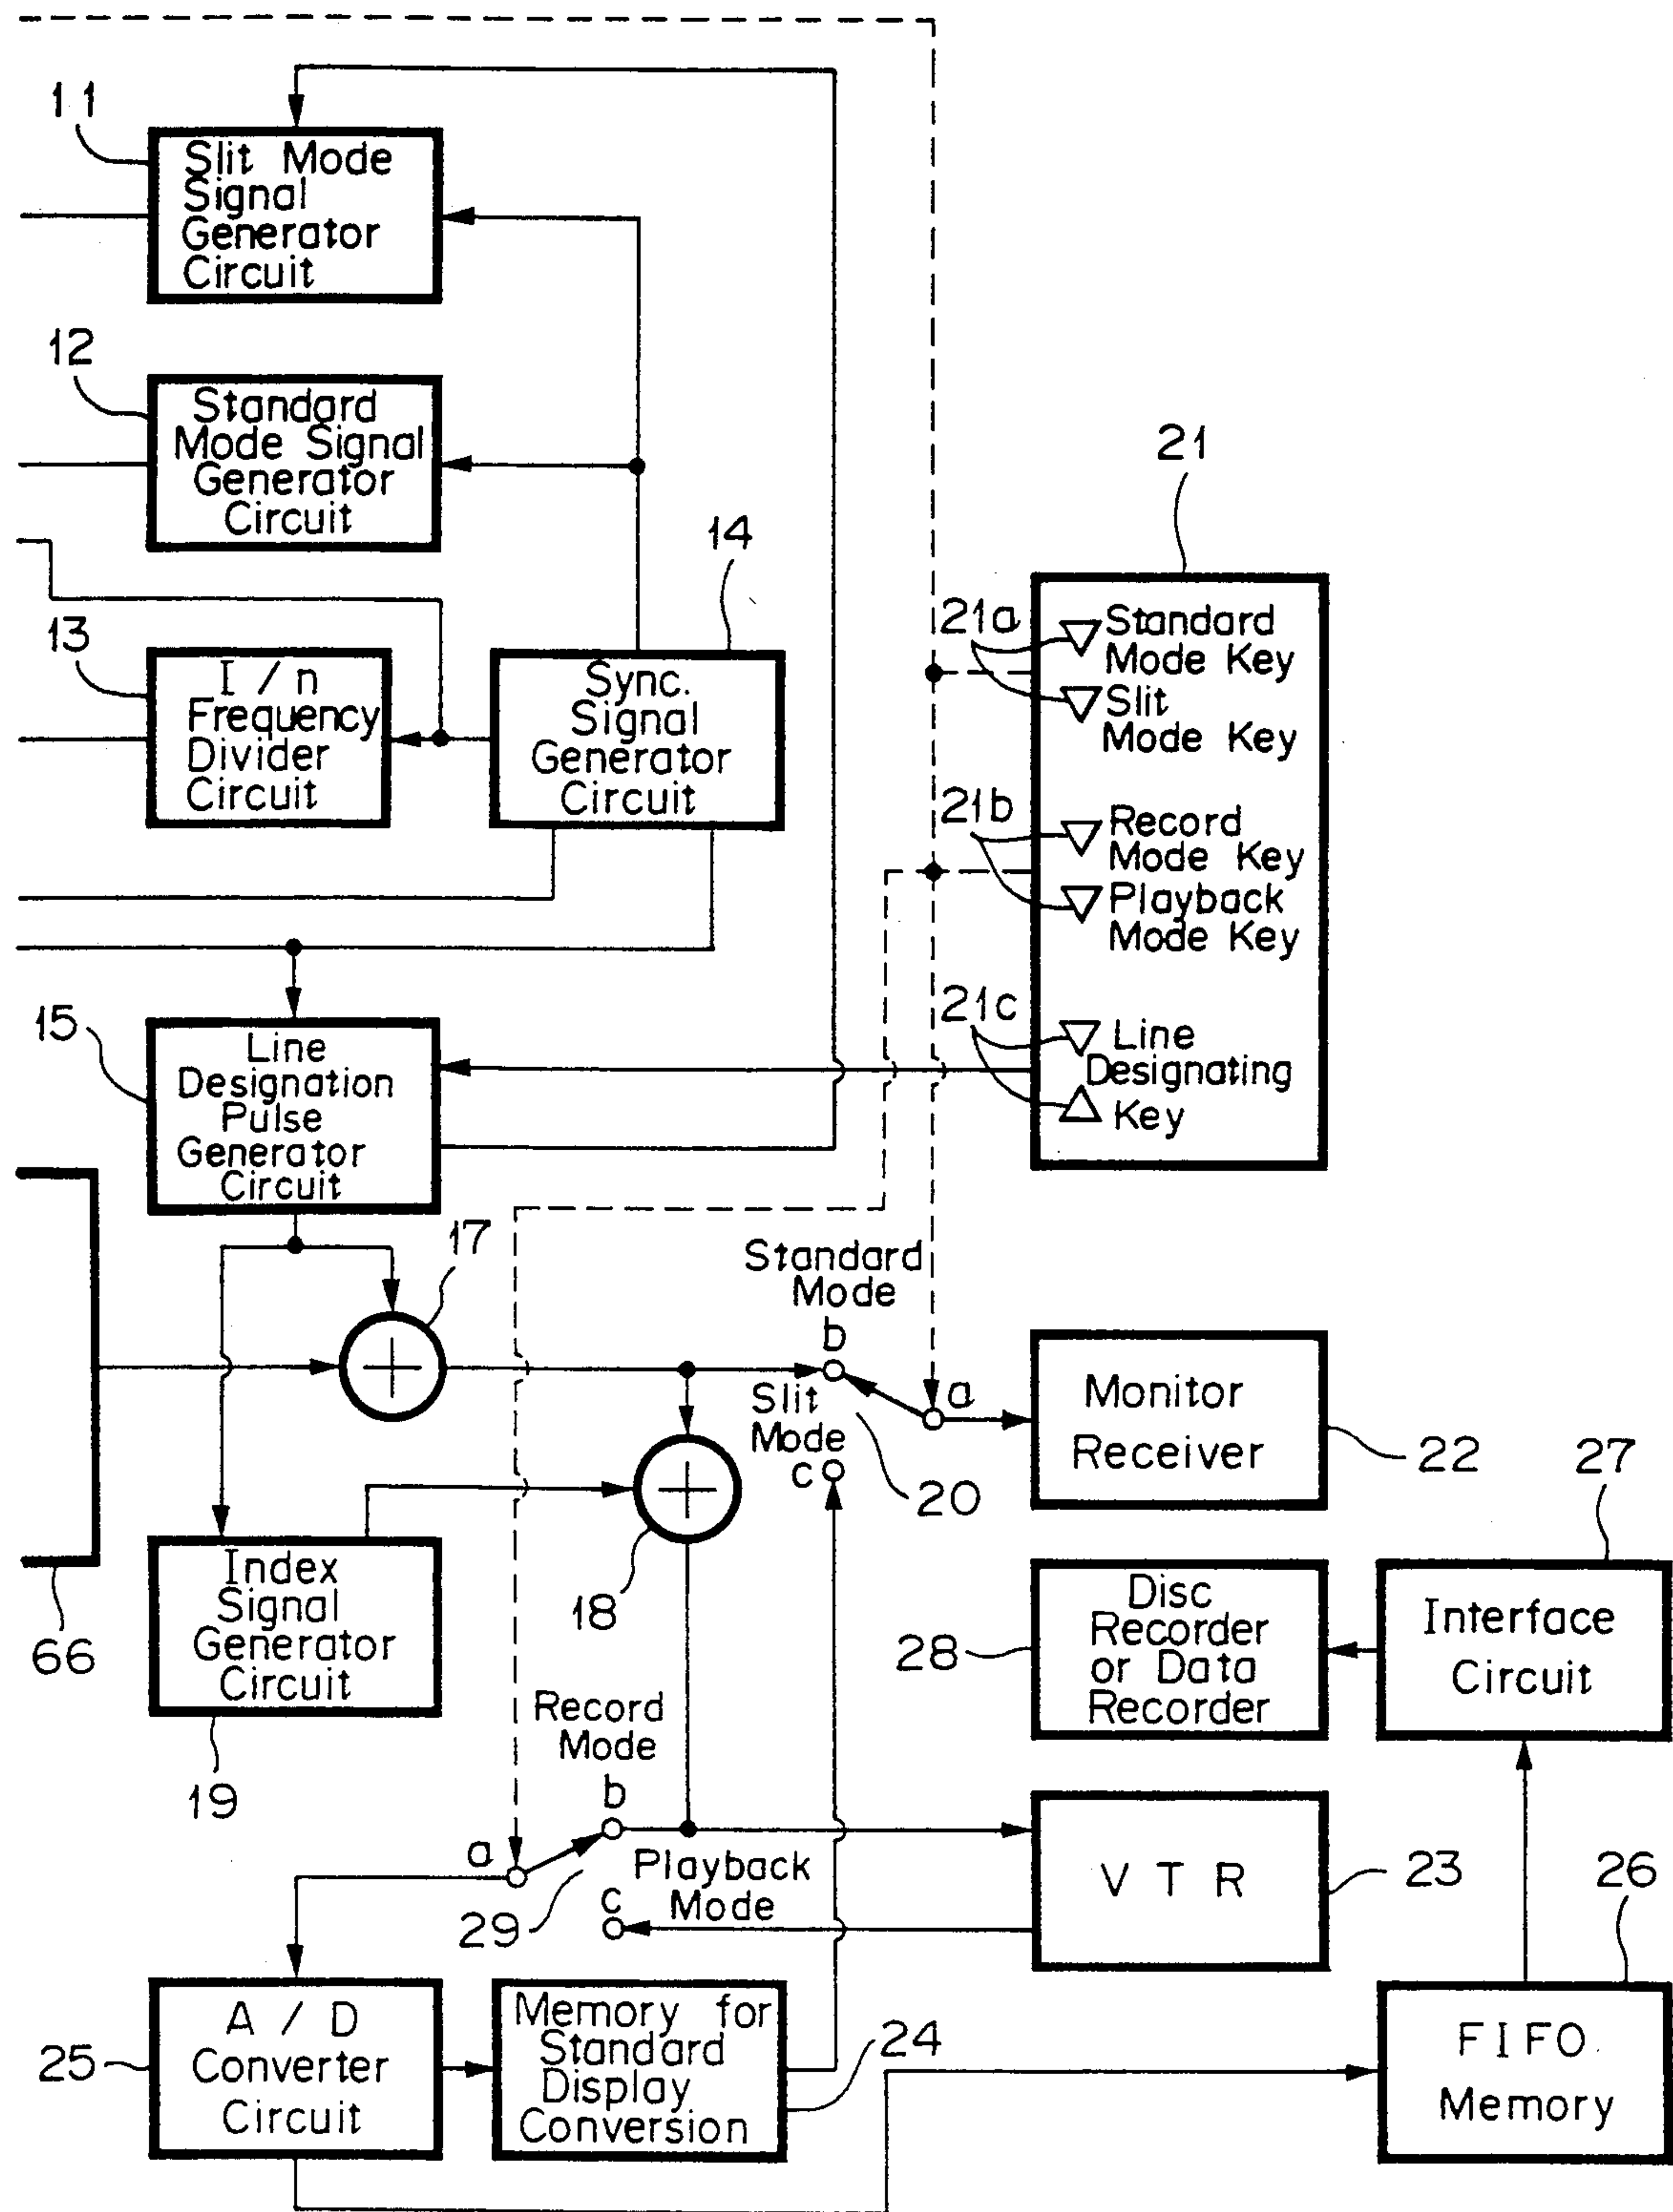 11
Slit Mode
Signal
Generator
Circuit
12
Standard
Mode Signal
Generator
Circuit
13
I / n
Frequency
Divider
Circuit
14
Sync.
Signal
Generator
Circuit
21
21a
Standard
Mode Key
Slit
Mode Key
21b
Record
Mode Key
Playback
Mode Key
21c
Line
Designating
Key
15
Line
Designation
Pulse
Generator
Circuit
17
Standard
Mode
b
Slit
Mode
c
a
20
Monitor
Receiver
22
18
66
Index
Signal
Generator
Circuit
19
27
Interface
Circuit
28
Disc
Recorder
or Data
Recorder
Record
Mode
b
a
Playback
Mode
c
29
V T R
23
26
FIFO
Memory
25
A / D
Converter
Circuit
Memory for
Standard
Display
Conversion
24